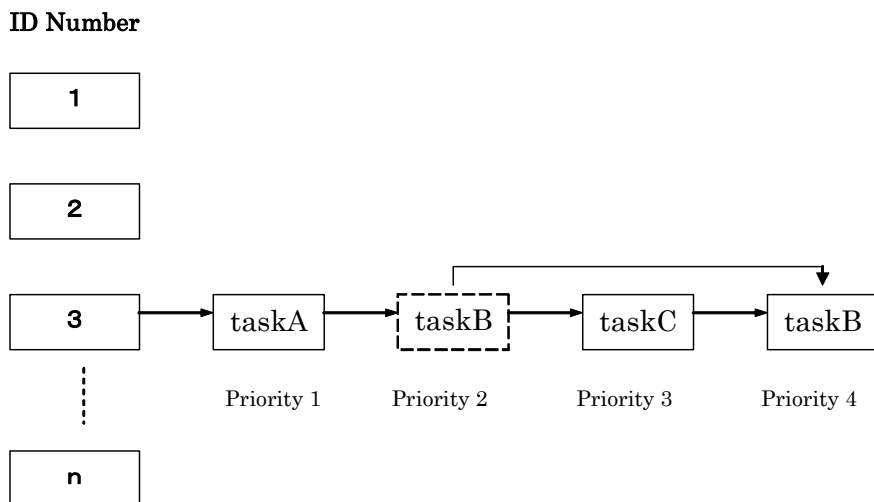 ID Number
1
2
3
taskA
taskB
taskC
taskB
Priority 1
Priority 2
Priority 3
Priority 4
n